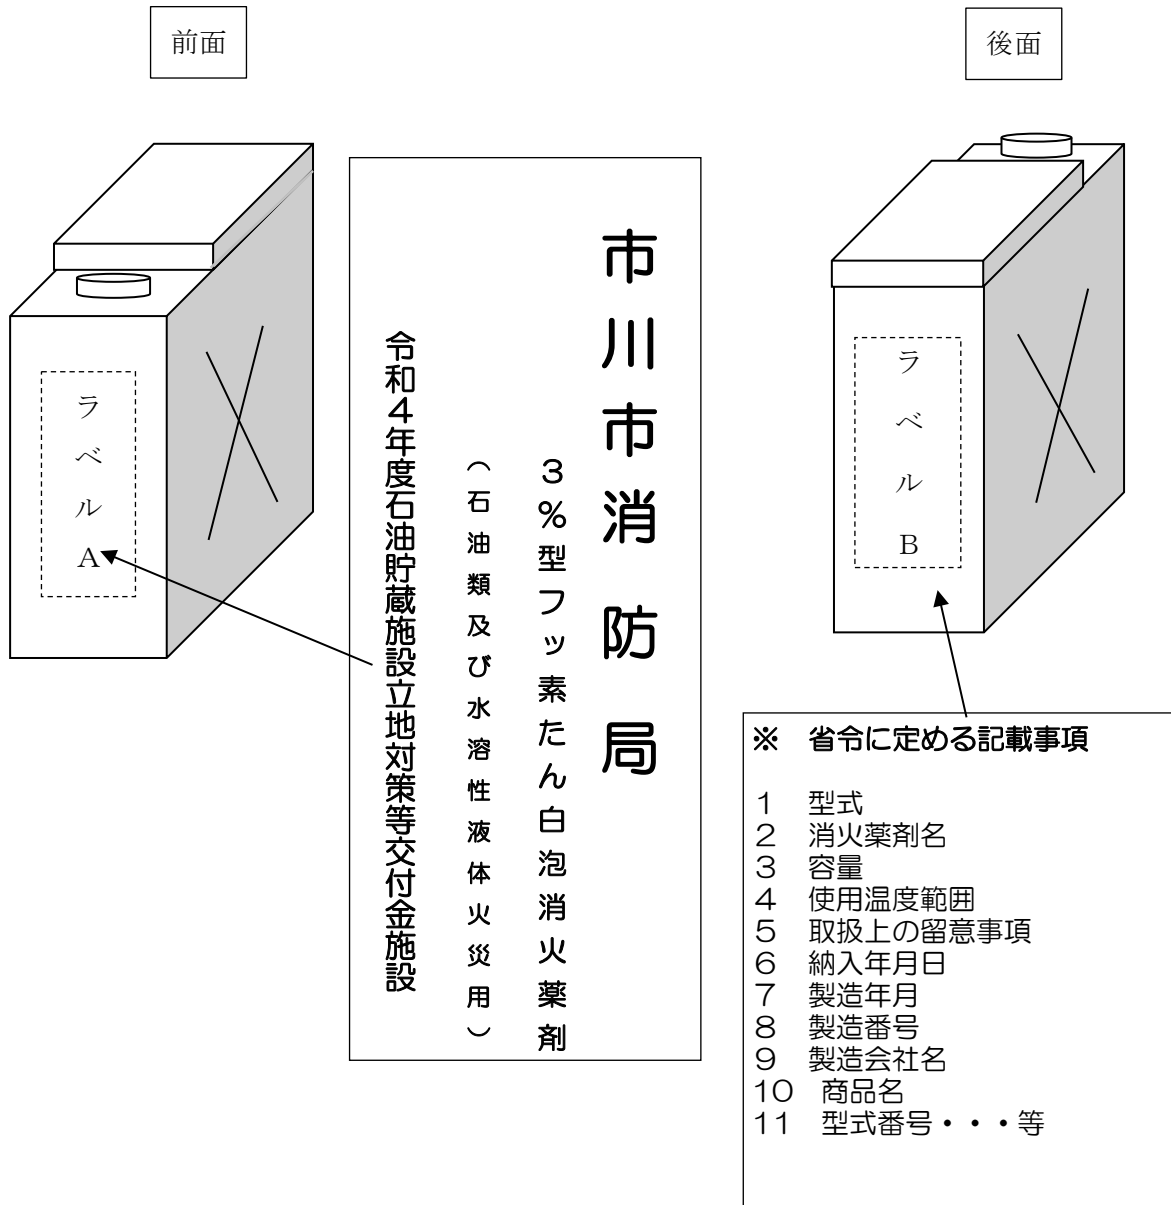 前面
後面
ラベルA
市川市消防局
3％型フッ素たん白泡消火薬剤
（石油類及び水溶性液体火災用）
令和4年度石油貯蔵施設立地対策等交付金施設
ラベルB
※　省令に定める記載事項
1　型式
2　消火薬剤名
3　容量
4　使用温度範囲
5　取扱上の留意事項
6　納入年月日
7　製造年月
8　製造番号
9　製造会社名
10　商品名
11　型式番号・・・等